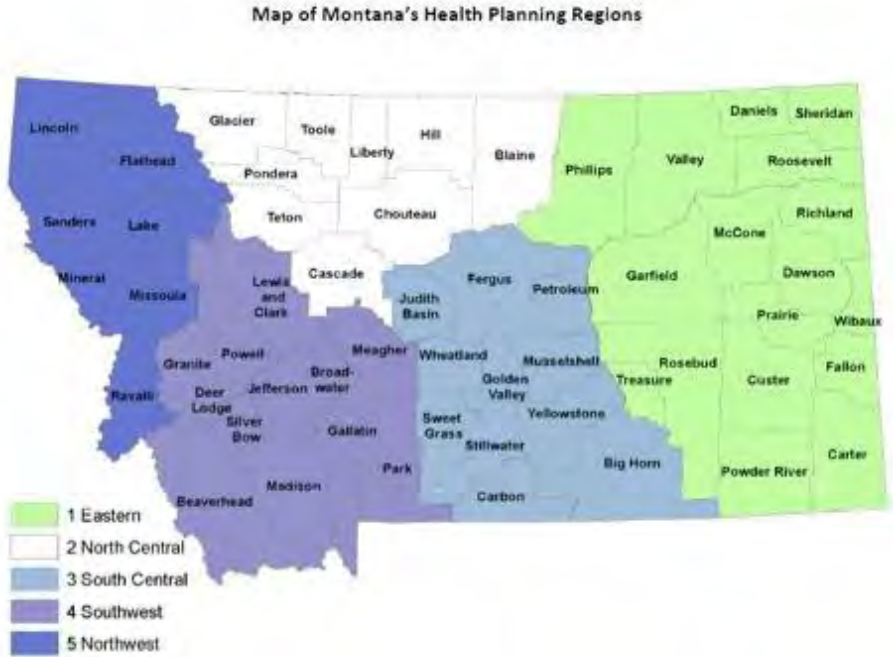 Map of Montana's Health Planning Regions
Daniels
Sheridan
Glacier
Toole
Lincoln
Hill
Liberty
Blaine
Flathead
Valley
Roosevelt
Phillips
Pondera
Teton
Chouteau
Richland
Sanders
Lake
McCone
Cascade
Garfield
Dawson
Mineral
Fergus
Lewis
and
Clark
Petroleum
Missoula
Judith
Basin
Prairie
Wibaux
Meagher
Wheatland
Powell
Granite
Musselshell
Rosebud
Fallon
Broad-
water
Golden
Valley
Treasure
Custer
Jefferson
Deer
Lodge
Ravalli
Yellowstone
Silver
Bow
Sweet
Grass
Gallatin
Stillwater
Carter
Big Horn
Park
Powder River
Madison
Carbon
Beaverhead
1 Eastern
2 North Central
3 South Central
4 Southwest
5 Northwest